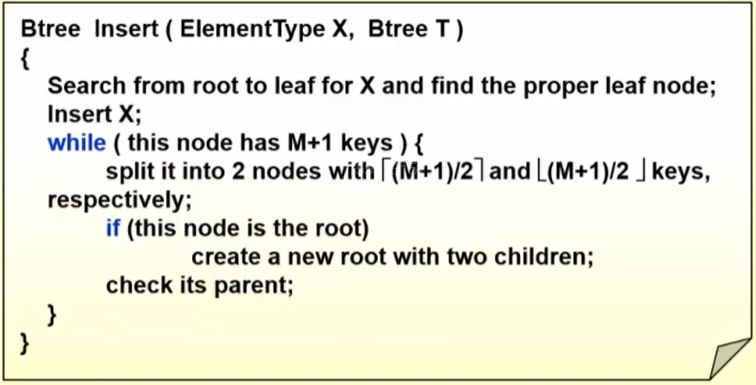 Btree Insert ( ElementType X, Btree T )
{
Search from root to leaf for X and find the proper leaf node;
Insert X;
while ( this node has M+1 keys ) {
split it into 2 nodes with ⌈(M+1)/2⌉ and ⌊(M+1)/2 ⌋ keys,
respectively;
if (this node is the root)
create a new root with two children;
check its parent;
}
}